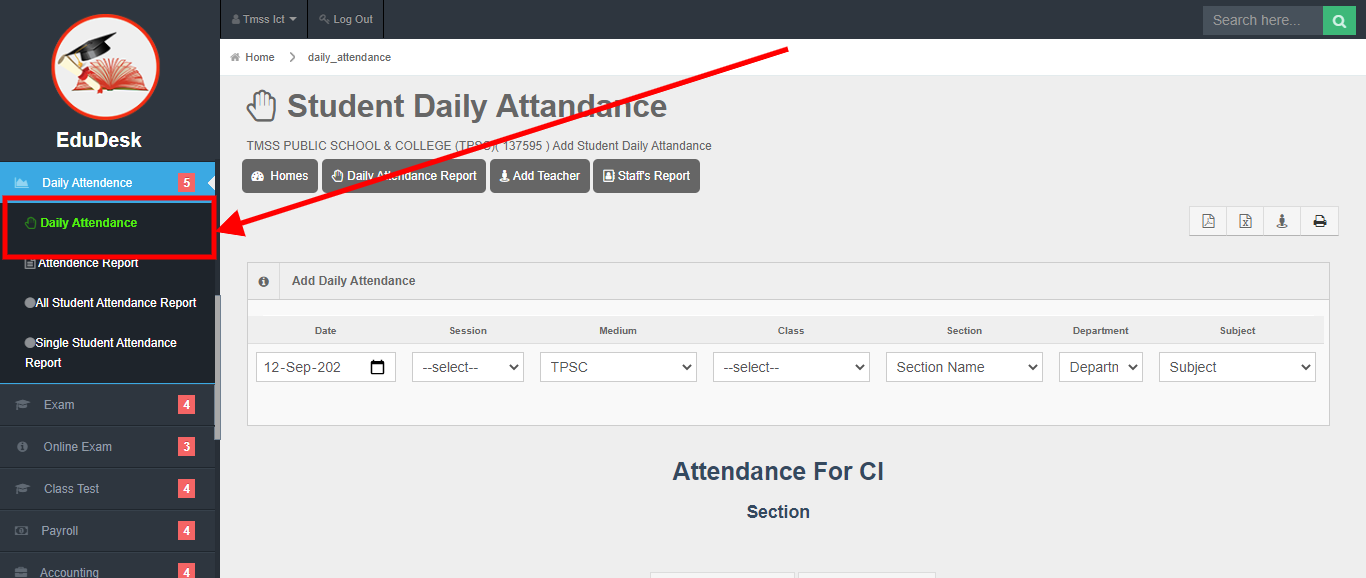 Tmss Ict
Log Out
Search here...
EduDesk
Home
daily_attendance
Student Daily Attandance
TMSS PUBLIC SCHOOL & COLLEGE (TPSC)( 137595 ) Add Student Daily Attandance
Homes
Daily Attendance Report
Add Teacher
Staff's Report
Daily Attendence 5
Daily Attendance
Attendence Report
All Student Attendance Report
Single Student Attendance
Report
Exam 4
Online Exam 3
Class Test 4
Payroll 4
Accounting 4
Add Daily Attendance
Date Session Medium Class Section Department Subject
12-Sep-202 --select-- TPSC --select-- Section Name Departn Subject
Attendance For Cl
Section